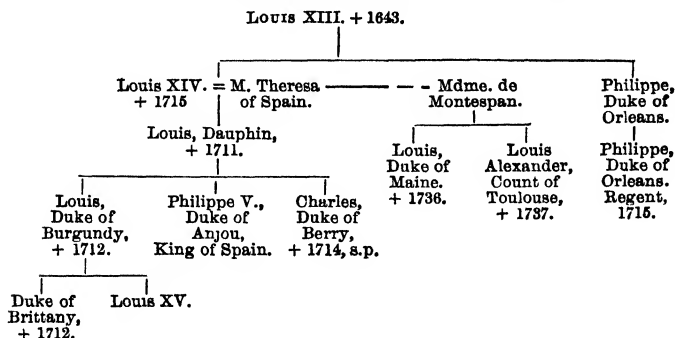 LOUIS XIII. + 1643.
Louis XIV. = M. Theresa — — — - - Mdme. de
+ 1715 of Spain. Montespan.
Philippe,
Duke of
Orleans.
Louis, Dauphin,
+ 1711.
Louis,
Duke of
Maine.
+ 1736.
Louis
Alexander,
Count of
Toulouse,
+ 1737.
Philippe,
Duke of
Orleans.
Regent,
1715.
Louis,
Duke of
Burgundy,
+ 1712.
Philippe V.,
Duke of
Anjou,
King of Spain.
Charles,
Duke of
Berry,
+ 1714, s.p.
Duke of
Brittany,
+ 1712.
Louis XV.